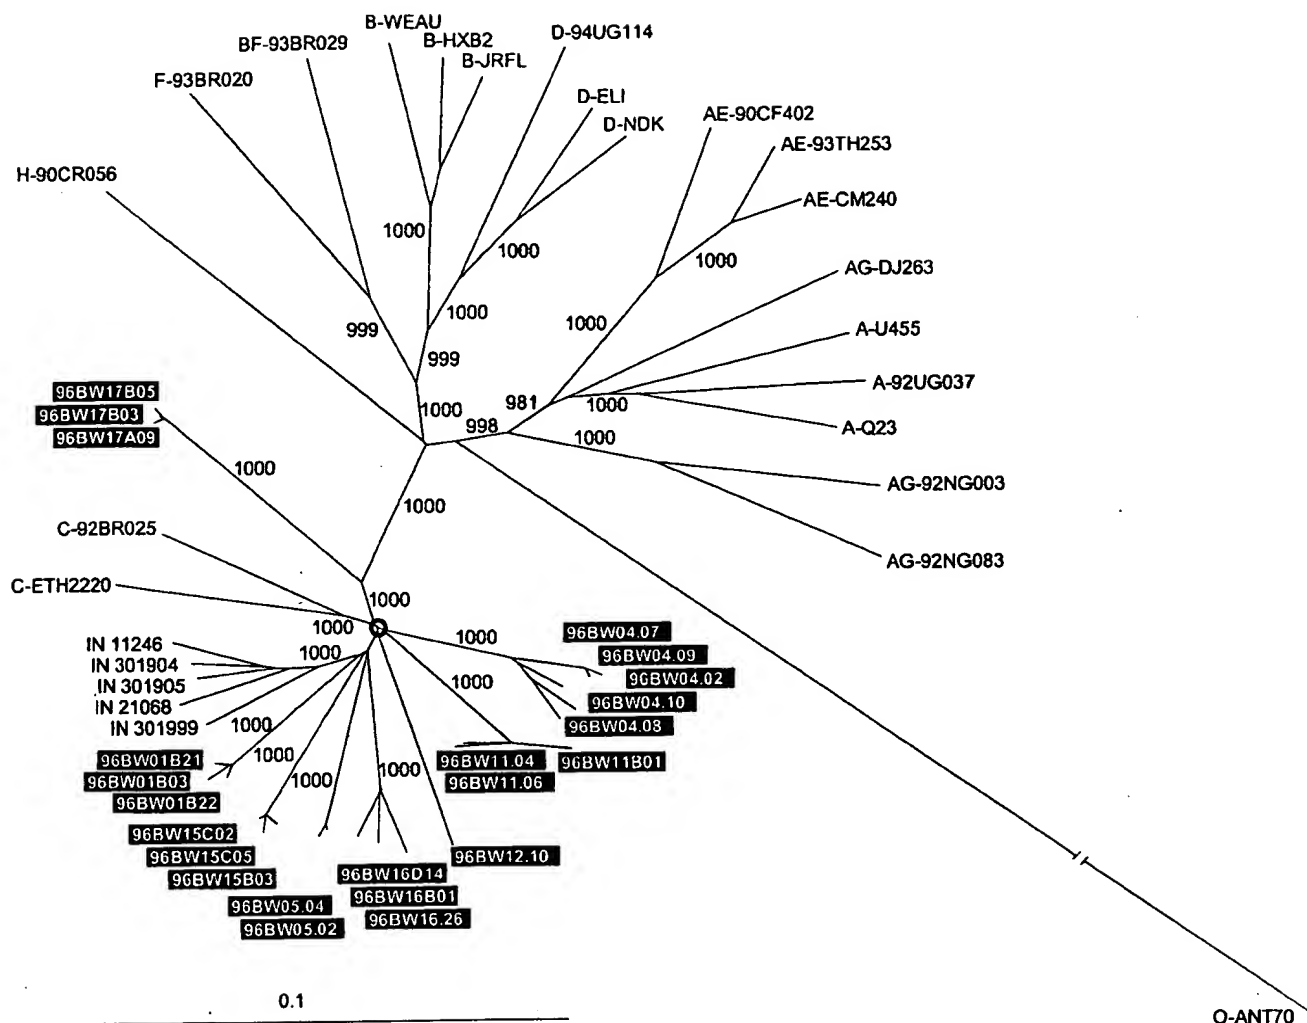 B-WEAU
B-HXB2
D-94UG114
BF-93BR029
B-JRFL
F-93BR020
D-ELI
D-NDK
AE-90CF402
AE-93TH253
H-90CR056
AE-CM240
1000
1000
1000
AG-DJ263
1000
1000
999
A-U455
999
96BW17B05
A-92UG037
96BW17B03
1000
981
1000
96BW17A09
998
1000
A-Q23
1000
AG-92NG003
1000
C-92BR025
AG-92NG083
C-ETH2220
1000
1000
1000
96BW04.07
IN 11246
1000
96BW04.09
IN 301904
96BW04.02
IN 301905
1000
96BW04.10
IN 21068
96BW04.08
IN 301999
1000
1000
96BW01B21
96BW11.04
96BW11B01
96BW01B03
1000
1000
96BW11.06
96BW01B22
96BW15C02
96BW15C05
96BW12.10
96BW15B03
96BW16D14
96BW16B01
96BW05.04
96BW16.26
96BW05.02
0.1
O-ANT70